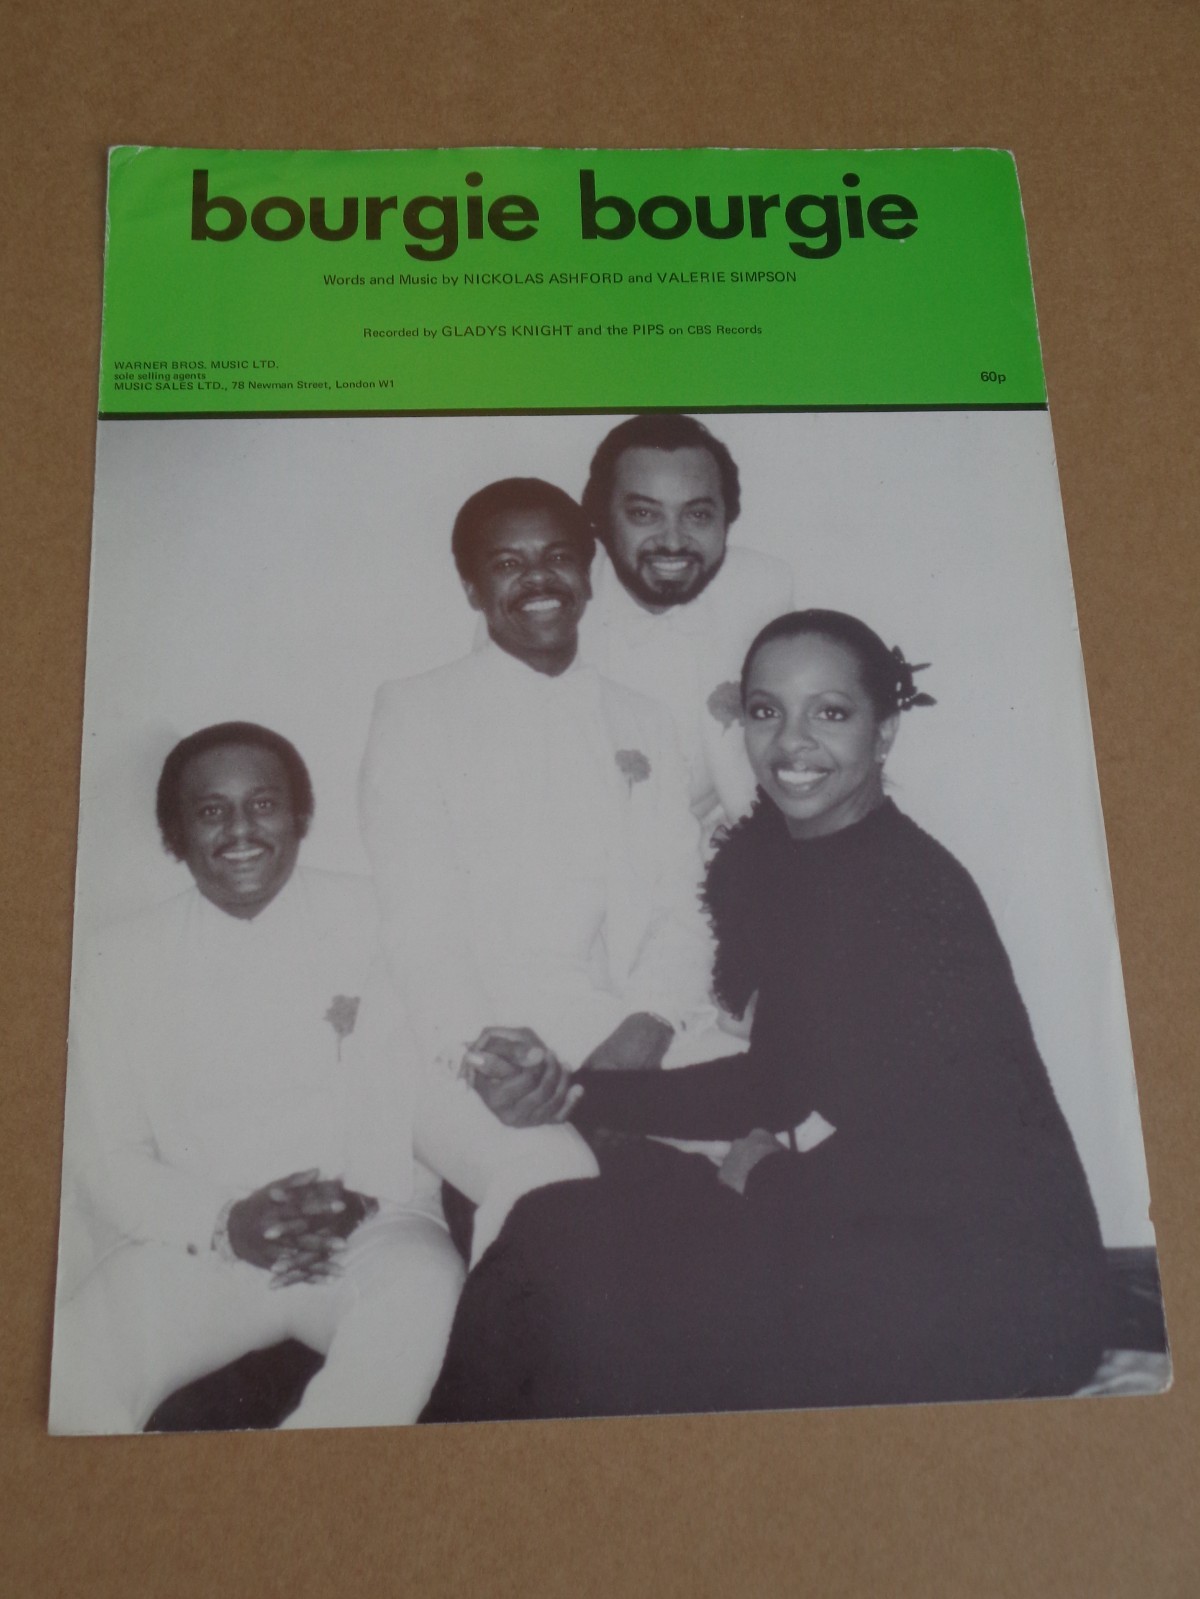 bourgie bourgie
Words and Music by NICKOLAS ASHFORD and VALERIE SIMPSON
Recorded by GLADYS KNIGHT and the PIPS on CBS Records
WARNER BROS. MUSIC LTD.
sole selling agents
MUSIC SALES LTD., 78 Newman Street, London W1
60p